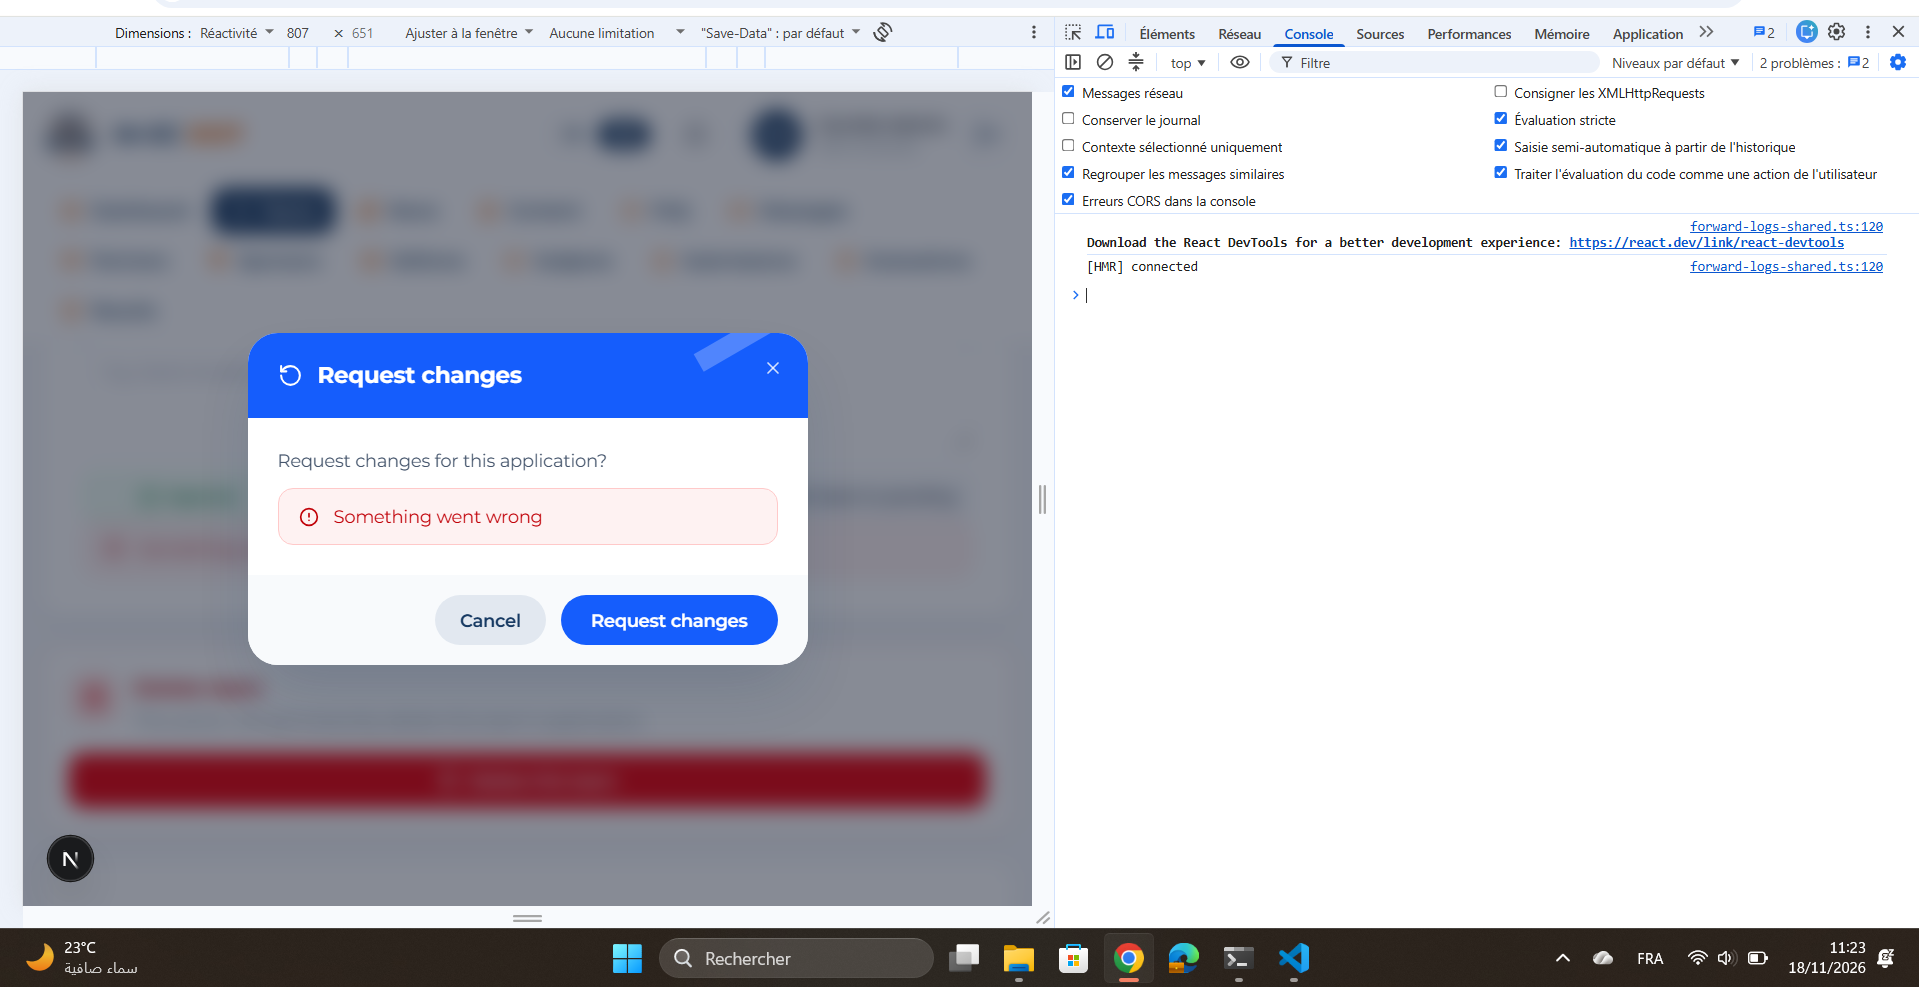 Dimensions : Réactivité 807 × 651 Ajuster à la fenêtre Aucune limitation "Save-Data" : par défaut
Éléments Réseau Console Sources Performances Mémoire Application 2
top Filtre Niveaux par défaut 2 problèmes : 2
Messages réseau
Consigner les XMLHttpRequests
Conserver le journal
Évaluation stricte
Contexte sélectionné uniquement
Saisie semi-automatique à partir de l'historique
Regrouper les messages similaires
Traiter l'évaluation du code comme une action de l'utilisateur
Erreurs CORS dans la console
forward-logs-shared.ts:120
Download the React DevTools for a better development experience: https://react.dev/link/react-devtools
[HMR] connected forward-logs-shared.ts:120
Request changes
Request changes for this application?
Something went wrong
Cancel Request changes
N
23°C
سماء صافية
Rechercher
FRA
11:23
18/11/2026